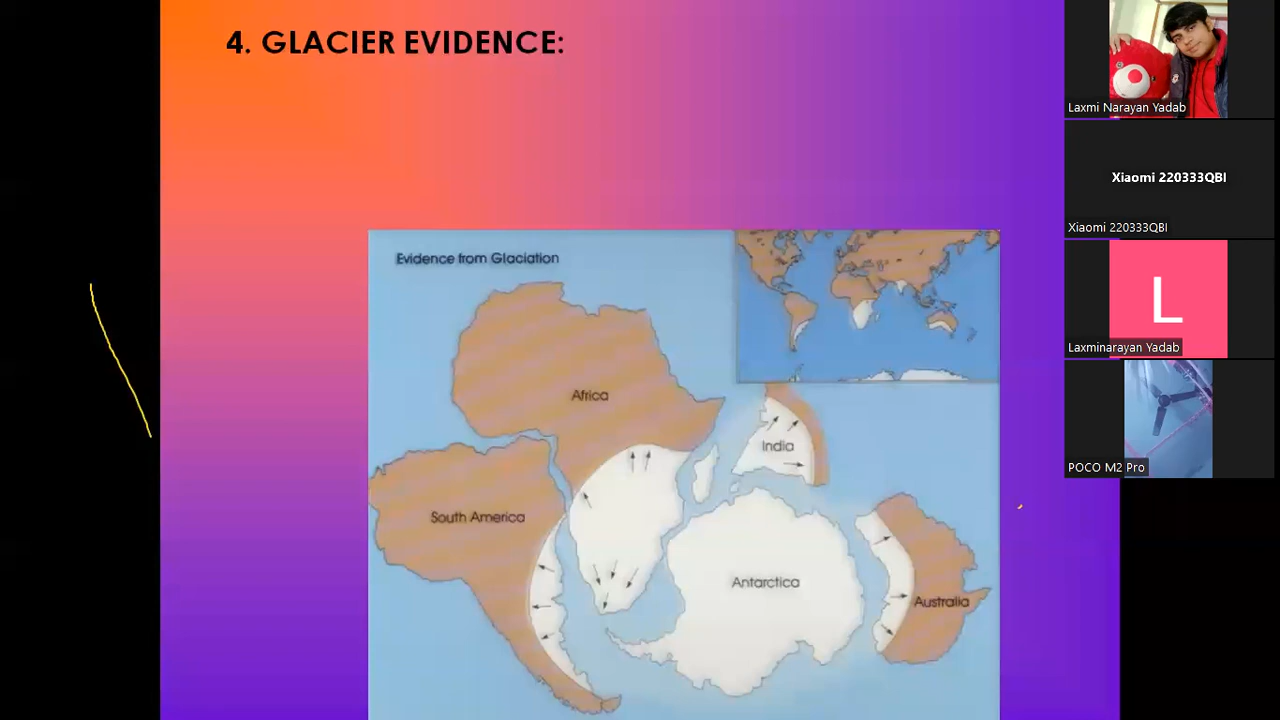 4. GLACIER EVIDENCE:
Evidence from Glaciation
Africa
India
South America
Antarctica
Australia
Laxmi Narayan Yadab
Xiaomi 220333QBI
Xiaomi 220333QBI
L
Laxminarayan Yadab
POCO M2 Pro